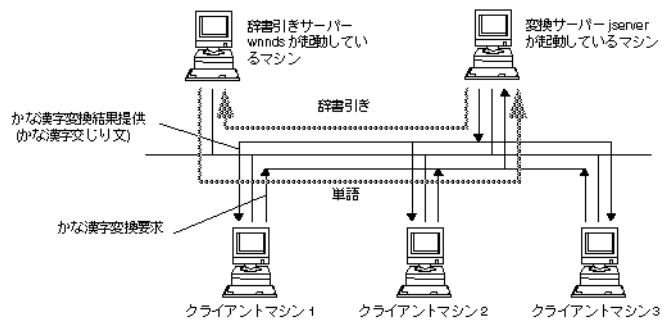 辞書引きサーバー
wnnds が起動してい
るマシン
変換サーバー jserver
が起動しているマシン
辞書引き
かな漢字変換結果提供
(かな漢字交じり文)
単語
かな漢字変換要求
クライアントマシン 1
クライアントマシン 2
クライアントマシン 3